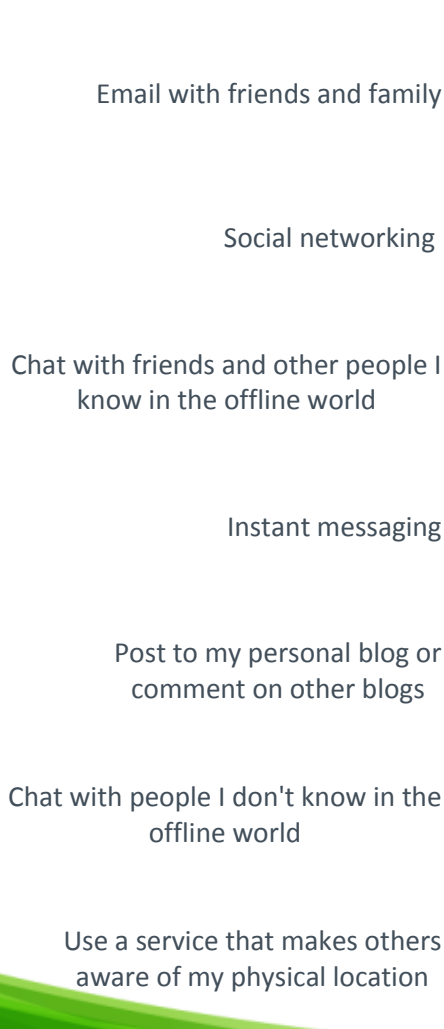 Email with friends and family
Social networking
Chat with friends and other people I
know in the offline world
Instant messaging
Post to my personal blog or
comment on other blogs
Chat with people I don't know in the
offline world
Use a service that makes others
aware of my physical location